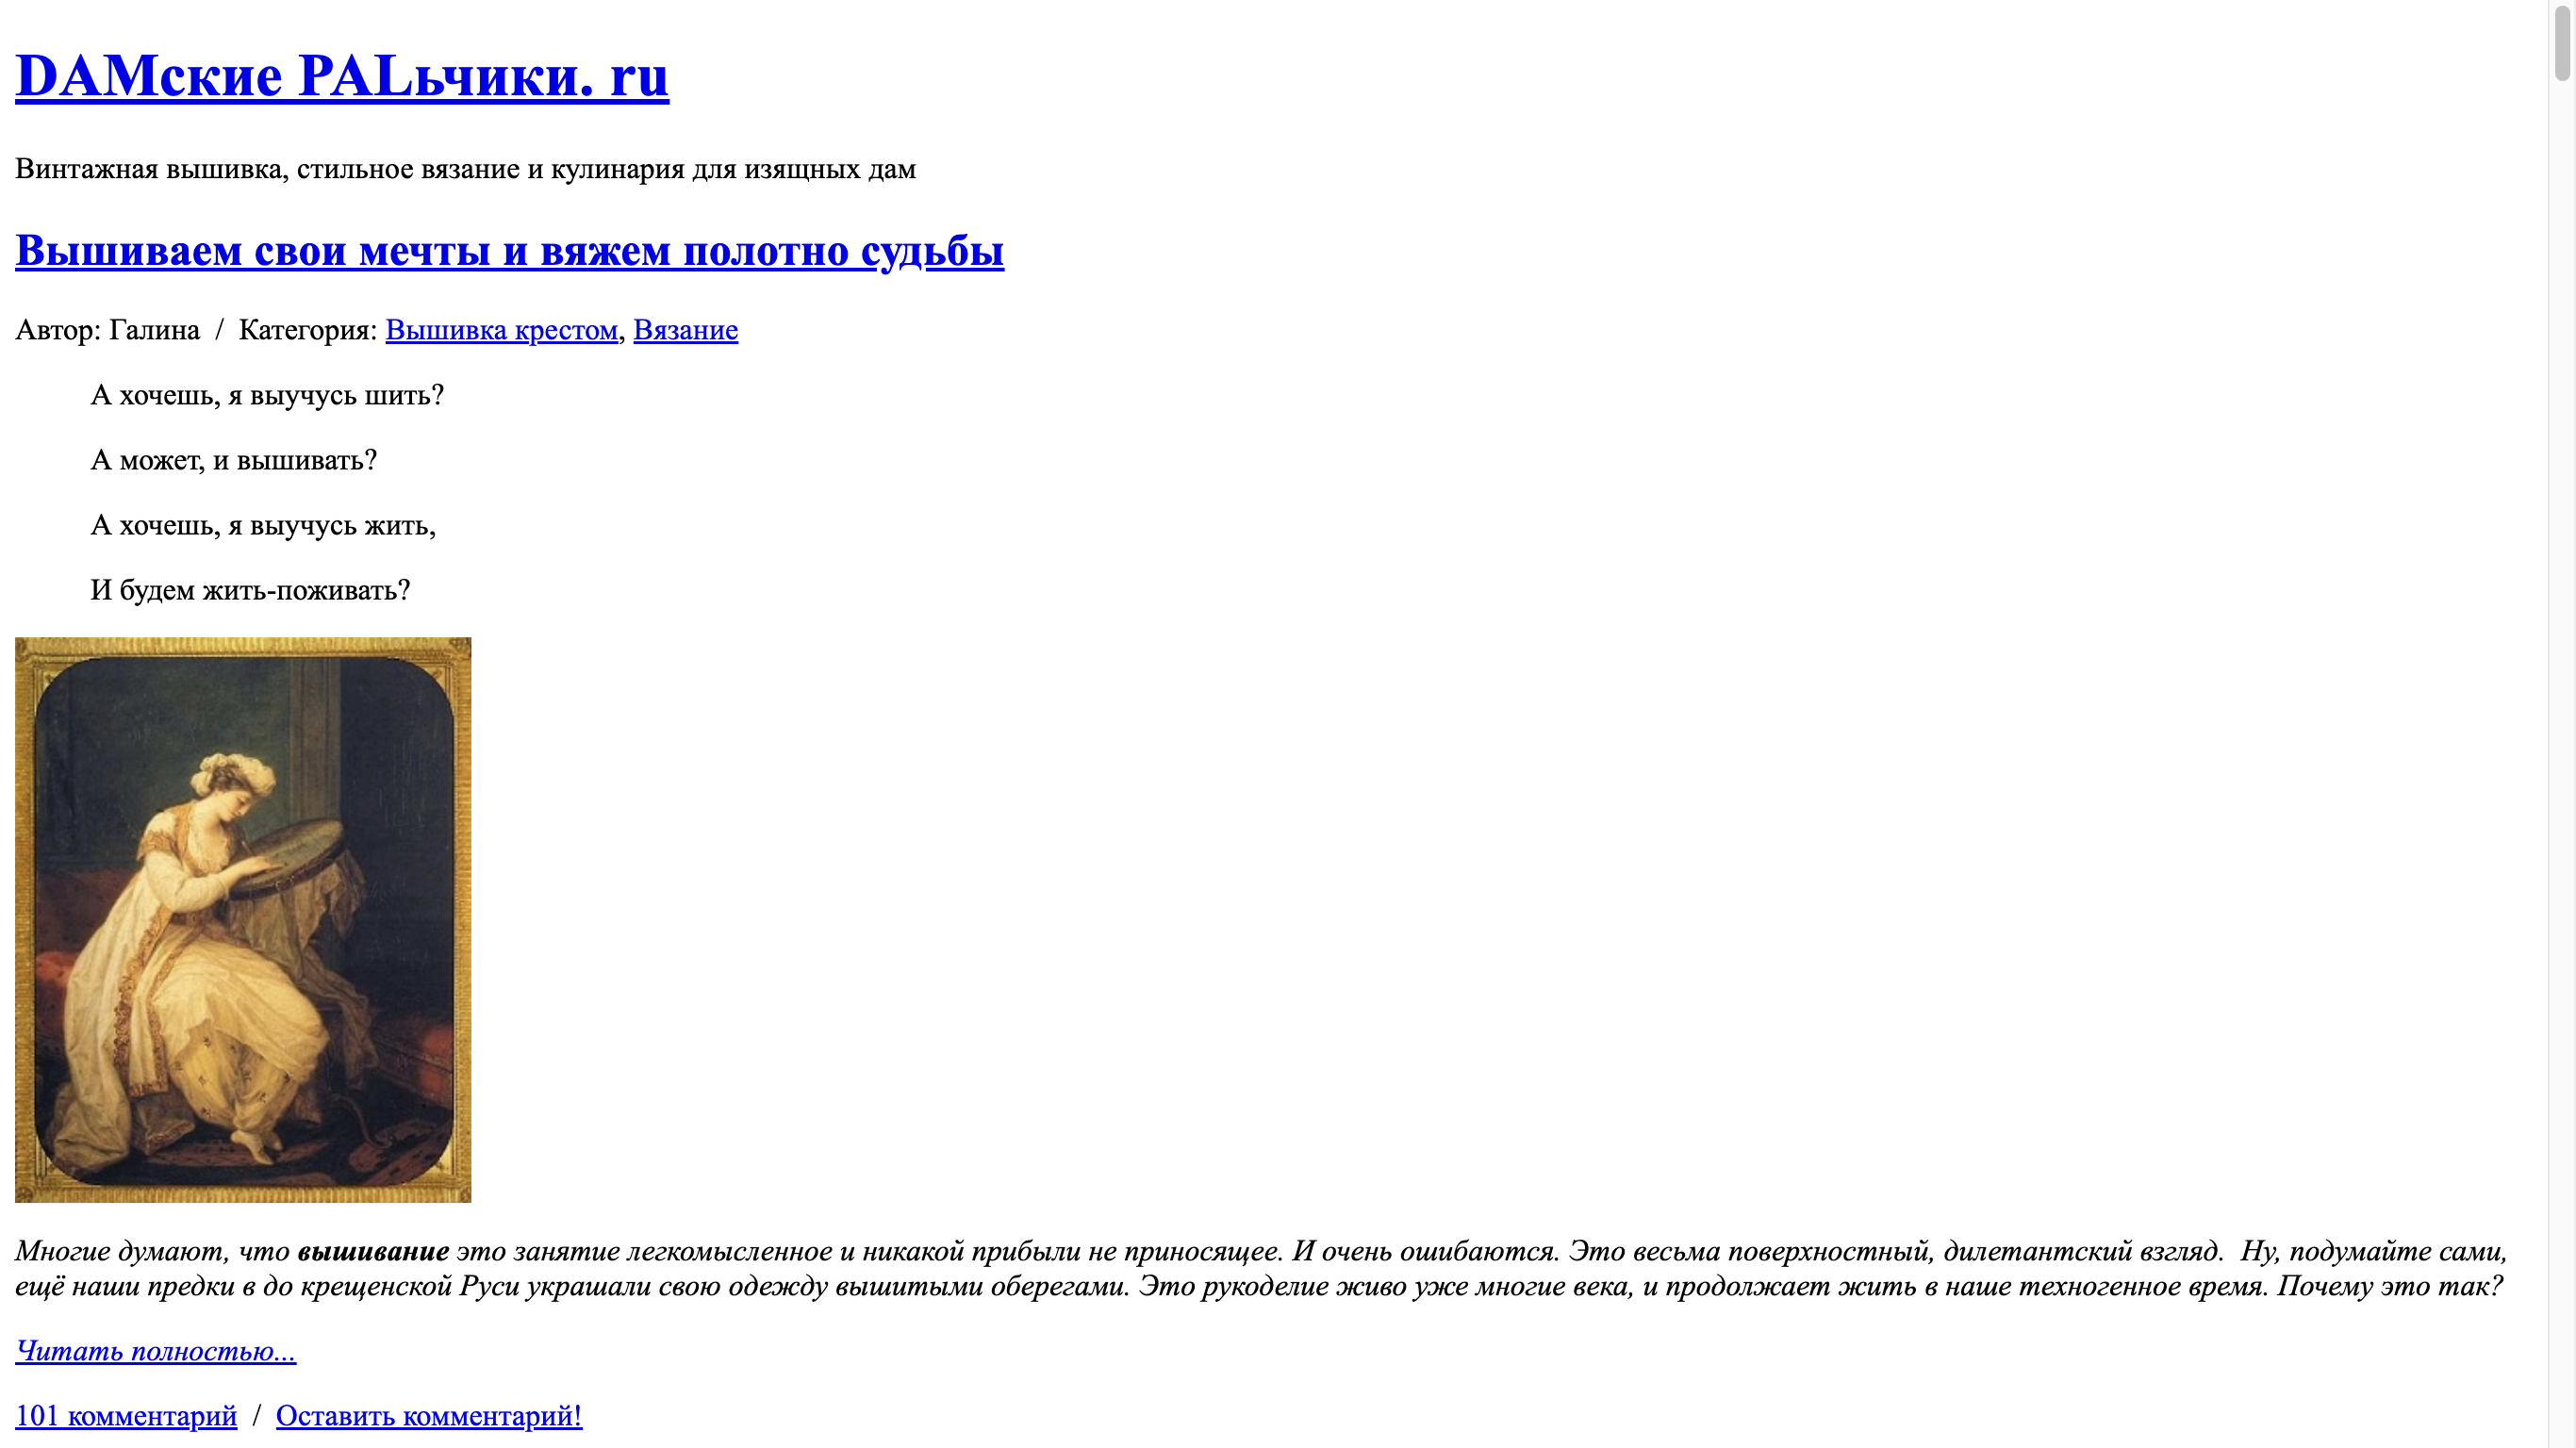 DAMские PALьчики. ru
Винтажная вышивка, стильное вязание и кулинария для изящных дам
Вышиваем свои мечты и вяжем полотно судьбы
Автор: Галина / Категория: Вышивка крестом, Вязание
А хочешь, я выучусь шить?
А может, и вышивать?
А хочешь, я выучусь жить,
И будем жить-поживать?
Многие думают, что вышивание это занятие легкомысленное и никакой прибыли не приносящее. И очень ошибаются. Это весьма поверхностный, дилетантский взгляд. Ну, подумайте сами,
ещё наши предки в до крещенской Руси украшали свою одежду вышитыми оберегами. Это рукоделие живо уже многие века, и продолжает жить в наше техногенное время. Почему это так?
Читать полностью...
101 комментарий / Оставить комментарий!